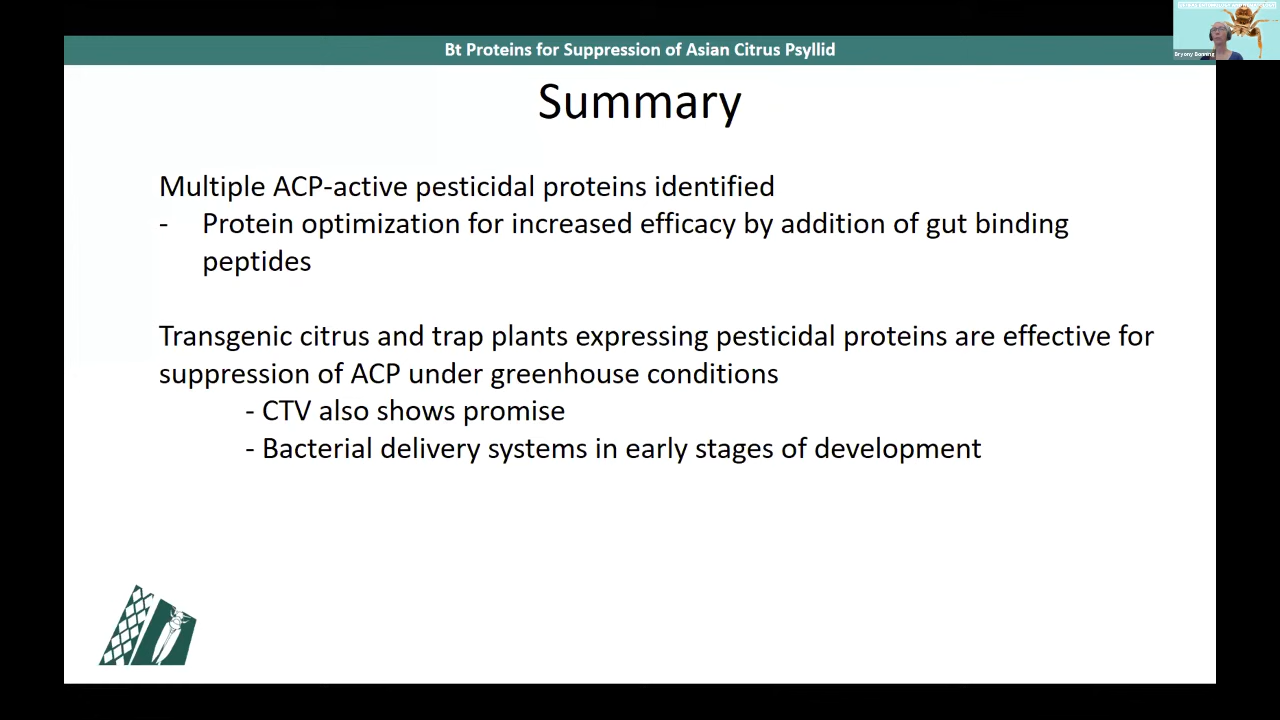 Bt Proteins for Suppression of Asian Citrus Psyllid
Bryony Bonning
Summary
Multiple ACP-active pesticidal proteins identified
- Protein optimization for increased efficacy by addition of gut binding
peptides
Transgenic citrus and trap plants expressing pesticidal proteins are effective for
suppression of ACP under greenhouse conditions
- CTV also shows promise
- Bacterial delivery systems in early stages of development